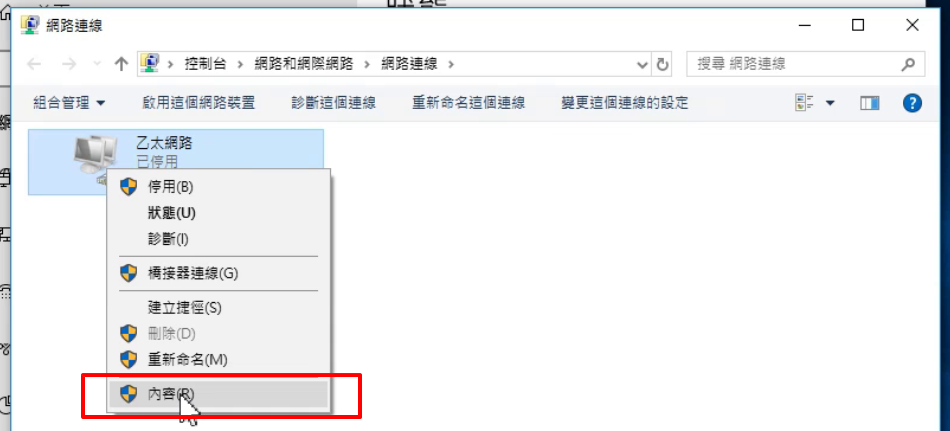 網路連線
控制台 網路和網際網路 網路連線
搜尋 網路連線
組合管理 啟用這個網路裝置 診斷這個連線 重新命名這個連線 變更這個連線的設定
乙太網路
已停用
停用(B)
狀態(U)
診斷(I)
橋接器連線(G)
建立捷徑(S)
刪除(D)
重新命名(M)
內容(R)